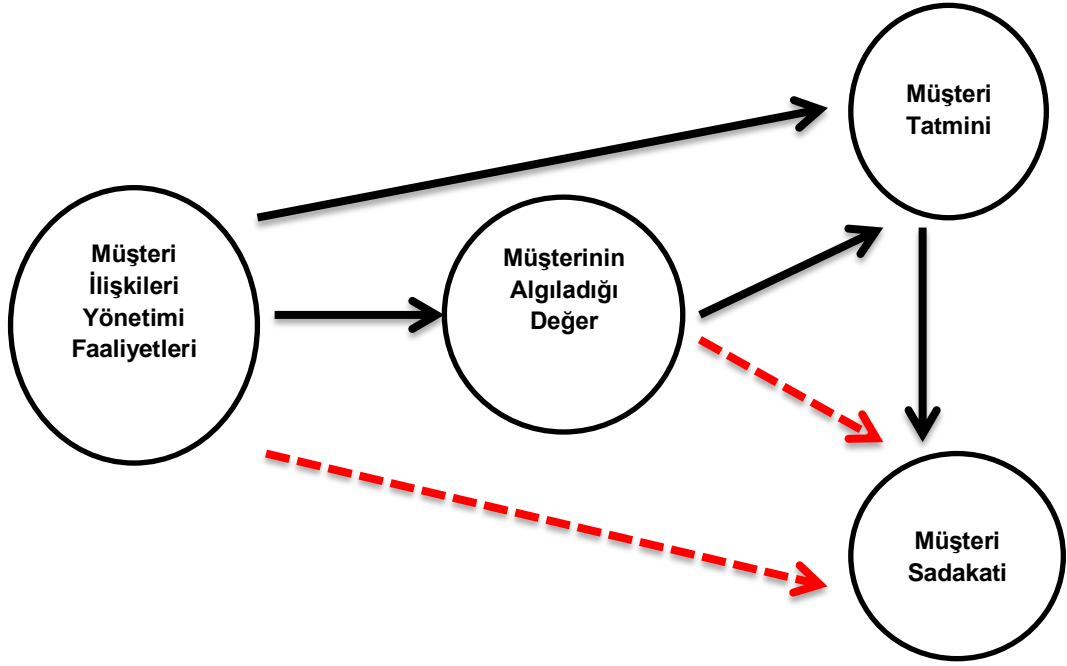 Müşteri
Tatmini
Müşteri
İlişkileri
Yönetimi
Faaliyetleri
Müşterinin
Algıladığı
Değer
Müşteri
Sadakati